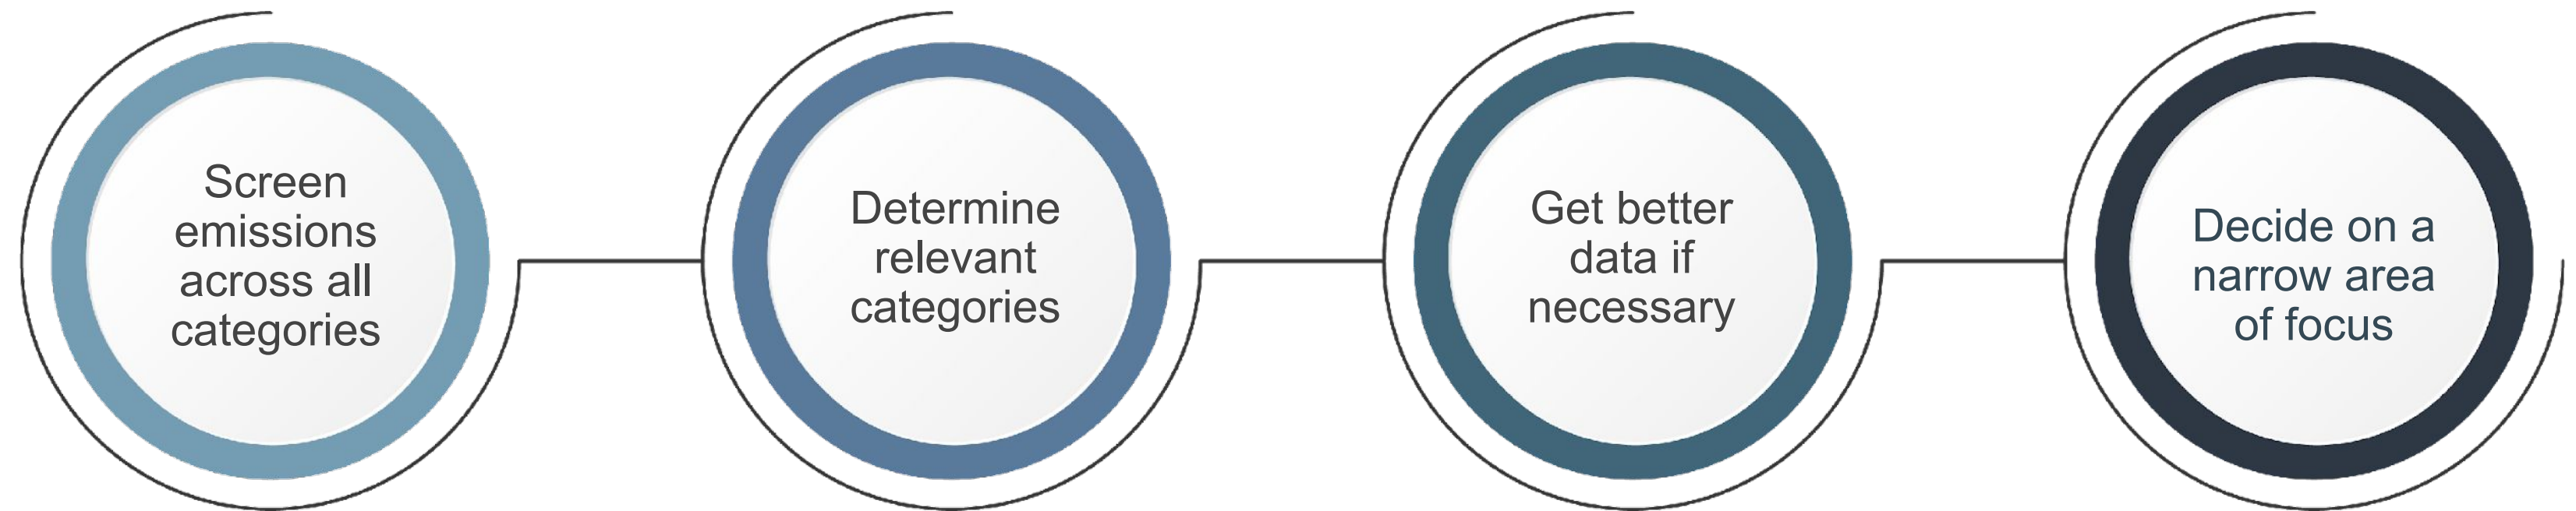 Screen
emissions
across all
categories
Determine
relevant
categories
Get better
data if
necessary
Decide on a
narrow area
of focus